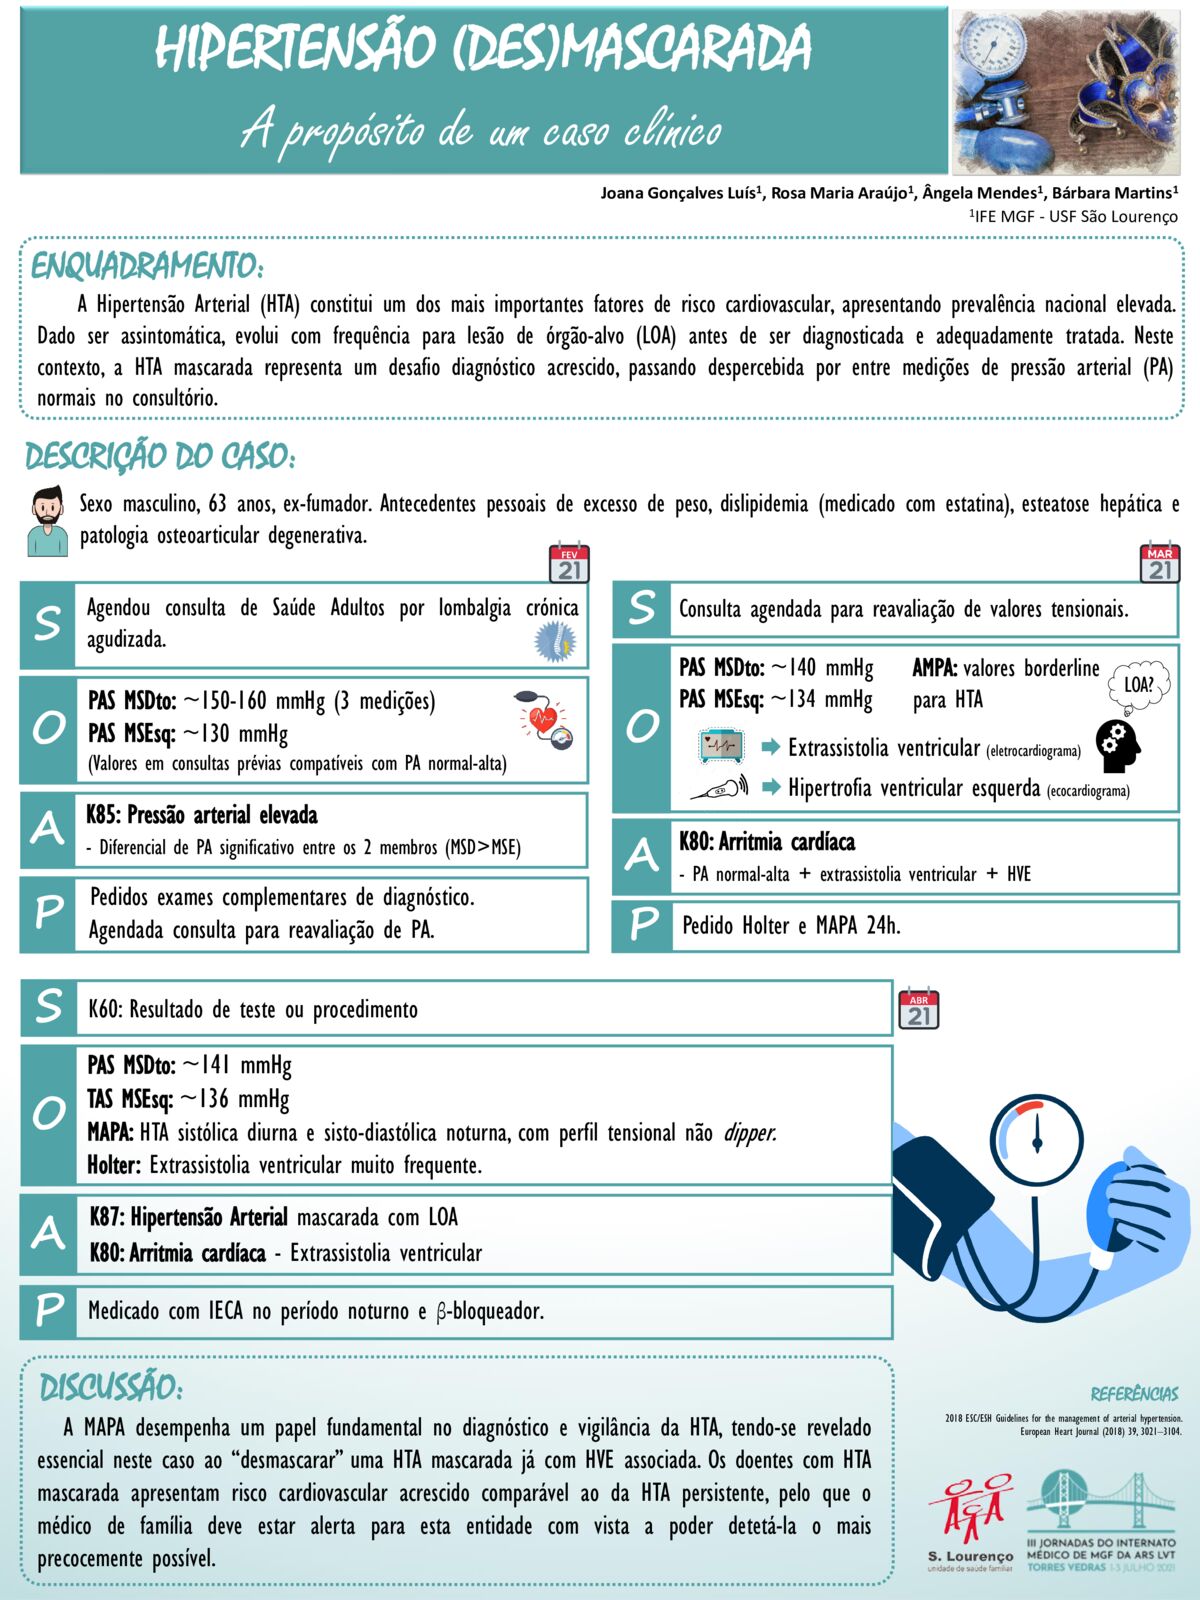 HIPERTENSÃO (DES)MASCARADA
A propósito de um caso clínico
Joana Gonçalves Luís¹, Rosa Maria Araújo¹, Ângela Mendes¹, Bárbara Martins¹
¹IFE MGF - USF São Lourenço
ENQUADRAMENTO:
A Hipertensão Arterial (HTA) constitui um dos mais importantes fatores de risco cardiovascular, apresentando prevalência nacional elevada.
Dado ser assintomática, evolui com frequência para lesão de órgão-alvo (LOA) antes de ser diagnosticada e adequadamente tratada. Neste
contexto, a HTA mascarada representa um desafio diagnóstico acrescido, passando despercebida por entre medições de pressão arterial (PA)
normais no consultório.
DESCRIÇÃO DO CASO:
Sexo masculino, 63 anos, ex-fumador. Antecedentes pessoais de excesso de peso, dislipidemia (medicado com estatina), esteatose hepática e
patologia osteoarticular degenerativa.
FEV
21
S
Agendou consulta de Saúde Adultos por lombalgia crónica
agudizada.
O
PAS MSDto: ~150-160 mmHg (3 medições)
PAS MSEsq: ~130 mmHg
(Valores em consultas prévias compatíveis com PA normal-alta)
A
K85: Pressão arterial elevada
- Diferencial de PA significativo entre os 2 membros (MSD>MSE)
P
Pedidos exames complementares de diagnóstico.
Agendada consulta para reavaliação de PA.
MAR
21
S
Consulta agendada para reavaliação de valores tensionais.
O
PAS MSDto: ~140 mmHg
PAS MSEsq: ~134 mmHg
AMPA: valores borderline
para HTA
LOA?
Extrassistolia ventricular (eletrocardiograma)
Hipertrofia ventricular esquerda (ecocardiograma)
A
K80: Arritmia cardíaca
- PA normal-alta + extrassistolia ventricular + HVE
P
Pedido Holter e MAPA 24h.
ABR
21
S
K60: Resultado de teste ou procedimento
O
PAS MSDto: ~141 mmHg
TAS MSEsq: ~136 mmHg
MAPA: HTA sistólica diurna e sisto-diastólica noturna, com perfil tensional não dipper.
Holter: Extrassistolia ventricular muito frequente.
A
K87: Hipertensão Arterial mascarada com LOA
K80: Arritmia cardíaca - Extrassistolia ventricular
P
Medicado com IECA no período noturno e β-bloqueador.
DISCUSSÃO:
A MAPA desempenha um papel fundamental no diagnóstico e vigilância da HTA, tendo-se revelado
essencial neste caso ao “desmascarar” uma HTA mascarada já com HVE associada. Os doentes com HTA
mascarada apresentam risco cardiovascular acrescido comparável ao da HTA persistente, pelo que o
médico de família deve estar alerta para esta entidade com vista a poder detetá-la o mais
precocemente possível.
REFERÊNCIAS
2018 ESC/ESH Guidelines for the management of arterial hypertension.
European Heart Journal (2018) 39, 3021–3104.
S. Lourenço
unidade de saúde familiar
III JORNADAS DO INTERNATO
MÉDICO DE MGF DA ARS LVT
TORRES VEDRAS 1-3 JULHO 2021